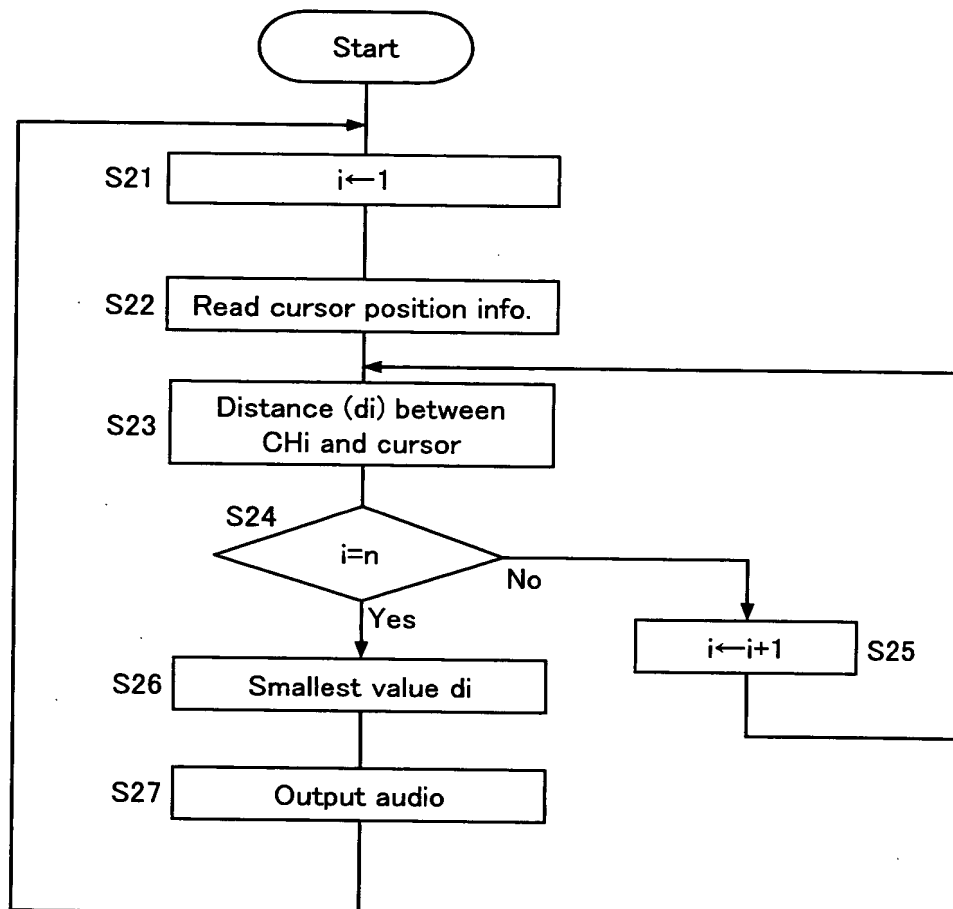 Start
S21
i←1
S22
Read cursor position info.
S23
Distance (di) between
CHi and cursor
S24
i=n
No
Yes
i←i+1
S25
S26
Smallest value di
S27
Output audio